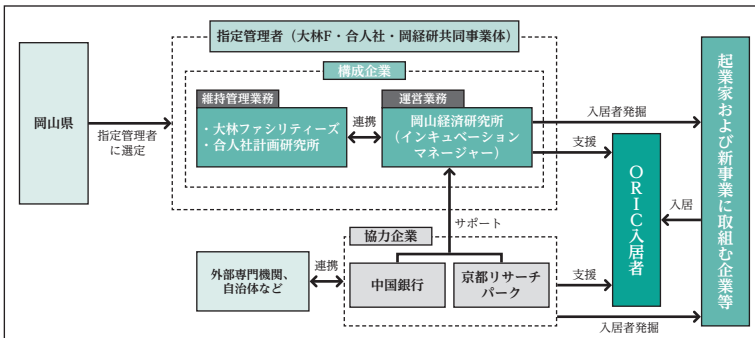 指定管理者（大林F・合人社・岡経研共同事業体）
構成企業
維持管理業務
・大林ファシリティーズ
・合人社計画研究所
連携
運営業務
岡山経済研究所
（インキュベーション
マネージャー）
岡山県
指定管理者
に選定
入居者発掘
支援
ORIC入居者
入居
起業家および新事業に取組む企業等
サポート
協力企業
中国銀行
京都リサーチ
パーク
外部専門機関、
自治体など
連携
支援
入居者発掘